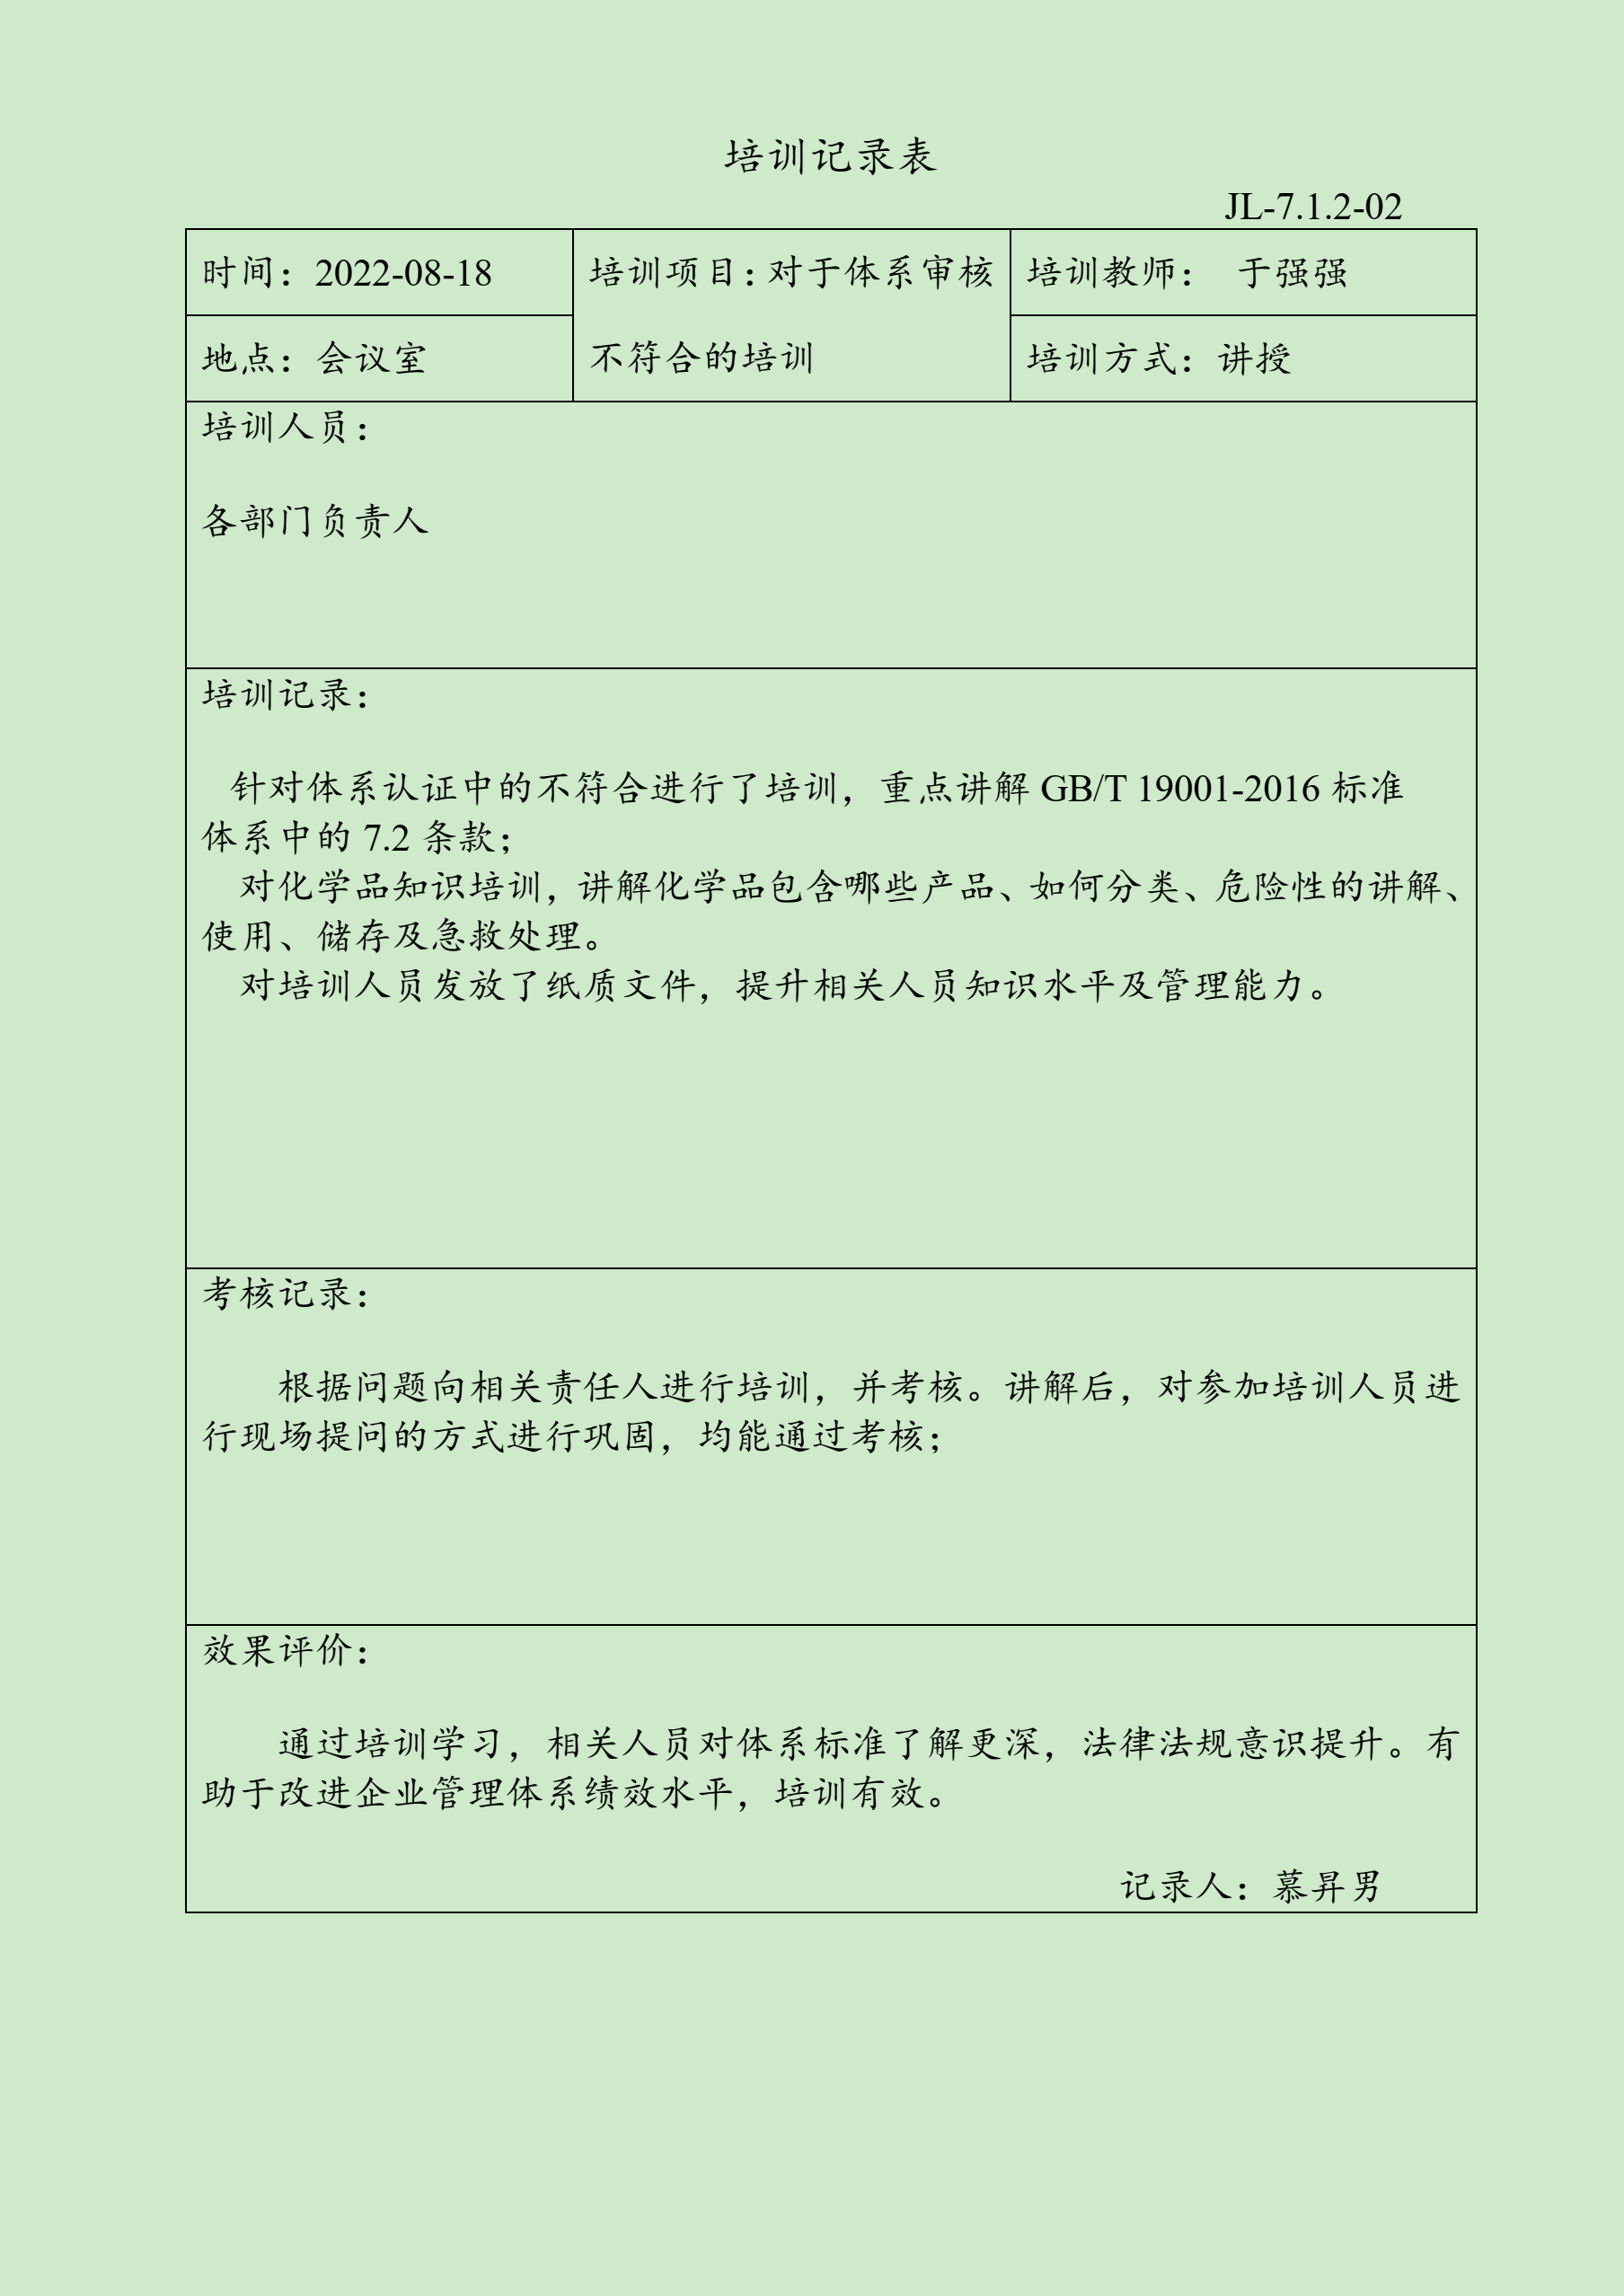 培训记录表
JL-7.1.2-02
时间：2022-08-18
培训项目：对于体系审核
不符合的培训
培训教师： 于强强
地点：会议室
培训方式：讲授
培训人员：
各部门负责人
培训记录：
针对体系认证中的不符合进行了培训，重点讲解 GB/T 19001-2016 标准
体系中的 7.2 条款；
对化学品知识培训，讲解化学品包含哪些产品、如何分类、危险性的讲解、
使用、储存及急救处理。
对培训人员发放了纸质文件，提升相关人员知识水平及管理能力。
考核记录：
根据问题向相关责任人进行培训，并考核。讲解后，对参加培训人员进
行现场提问的方式进行巩固，均能通过考核；
效果评价：
通过培训学习，相关人员对体系标准了解更深，法律法规意识提升。有
助于改进企业管理体系绩效水平，培训有效。
记录人：慕昇男